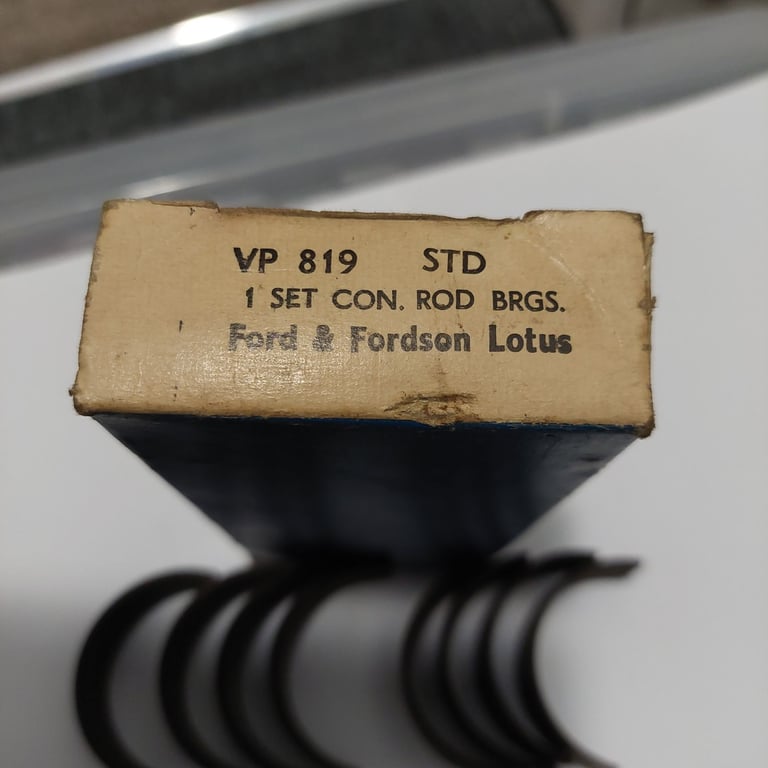 VP 819 STD
1 SET CON. ROD BRGS.
Ford & Fordson Lotus